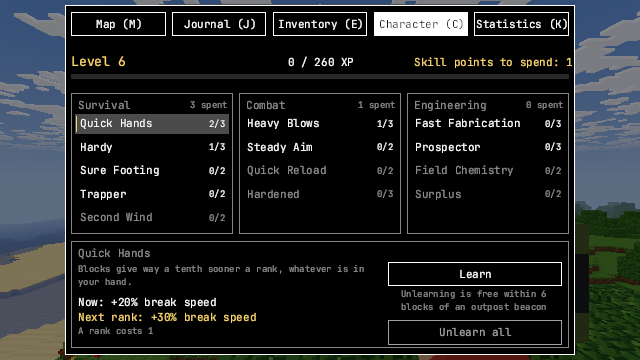 Map (M) Journal (J) Inventory (E) Character (C) Statistics (K)
Level 6 0 / 260 XP Skill points to spend: 1
Survival 3 spent
Quick Hands 2/3
Hardy 1/3
Sure Footing 0/2
Trapper 0/2
Second Wind 0/2
Combat 1 spent
Heavy Blows 1/3
Steady Aim 0/2
Quick Reload 0/2
Hardened 0/3
Engineering 0 spent
Fast Fabrication 0/3
Prospector 0/3
Field Chemistry 0/2
Surplus 0/2
Quick Hands
Blocks give way a tenth sooner a rank, whatever is in
your hand.
Now: +20% break speed
Next rank: +30% break speed
A rank costs 1
Learn
Unlearning is free within 6
blocks of an outpost beacon
Unlearn all